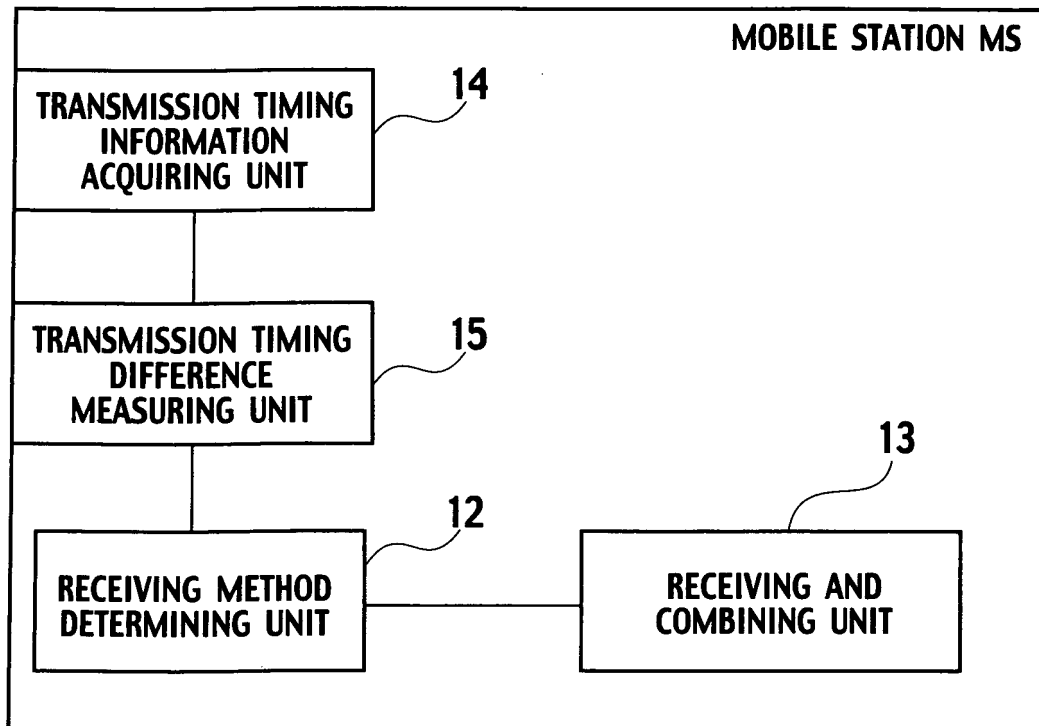 MOBILE STATION MS
14
TRANSMISSION TIMING
INFORMATION
ACQUIRING UNIT
15
TRANSMISSION TIMING
DIFFERENCE
MEASURING UNIT
12
RECEIVING METHOD
DETERMINING UNIT
13
RECEIVING AND
COMBINING UNIT